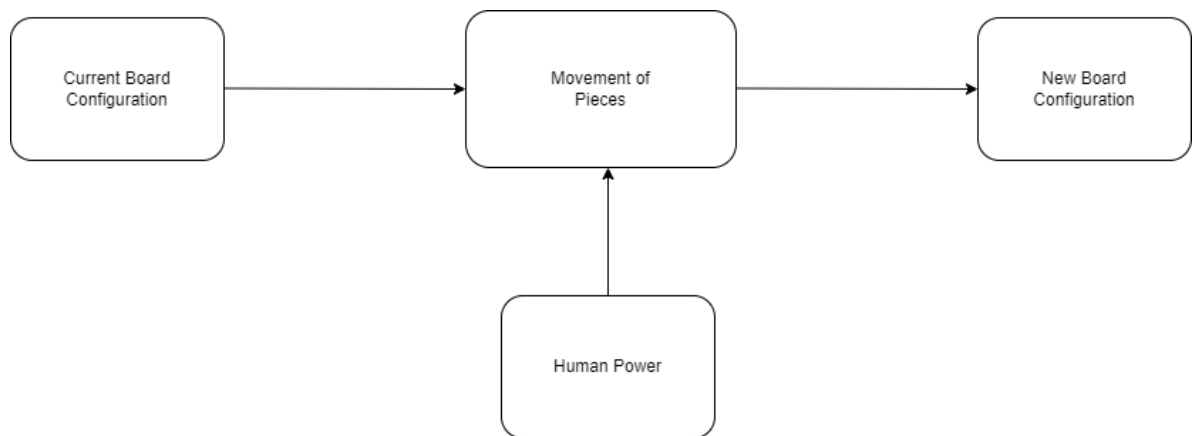 Current Board
Configuration
Movement of
Pieces
New Board
Configuration
Human Power